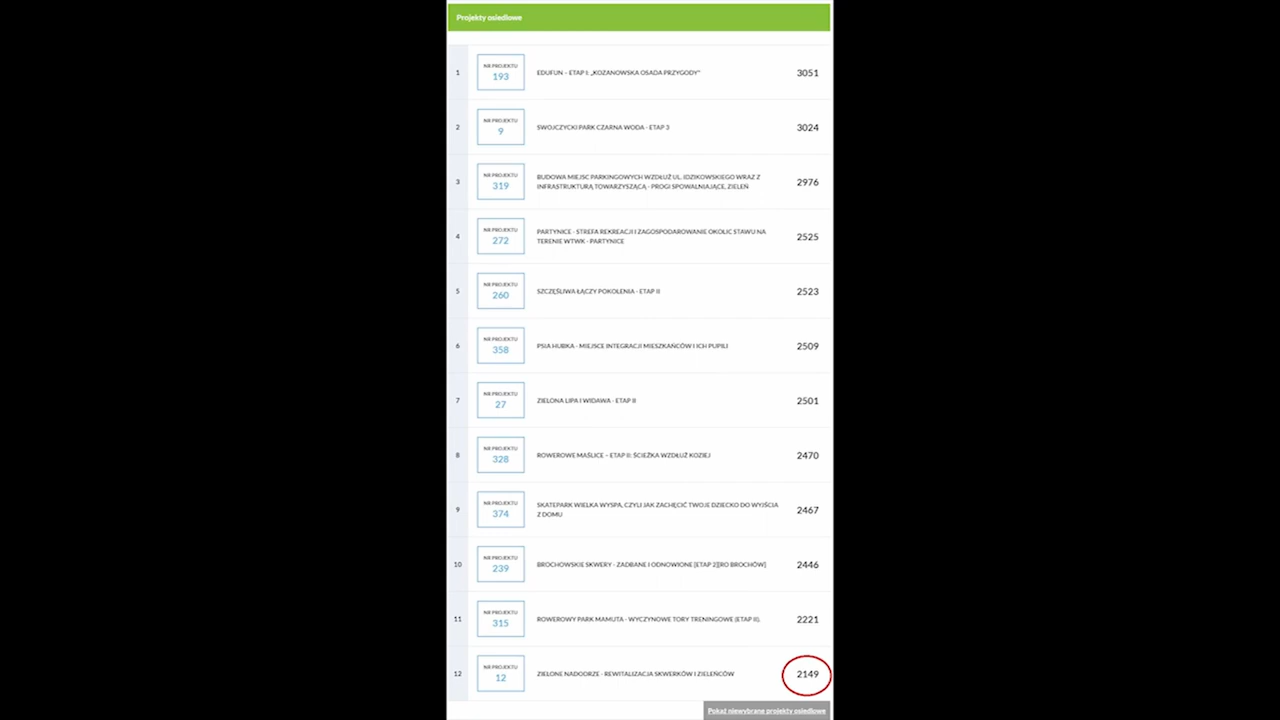 Projekty osiedlowe
1
NR PROJEKTU
193
EDUFUN – ETAP I: „KOZANOWSKA OSADA PRZYGODY"
3051
2
NR PROJEKTU
9
SWOJCZYCKI PARK CZARNA WODA - ETAP 3
3024
3
NR PROJEKTU
319
BUDOWA MIEJSC PARKINGOWYCH WZDŁUŻ UL. IDZIKOWSKIEGO WRAZ Z
INFRASTRUKTURĄ TOWARZYSZĄCĄ - PROGI SPOWALNIAJĄCE, ZIELEŃ
2976
4
NR PROJEKTU
272
PARTYNICE - STREFA REKREACJI I ZAGOSPODAROWANIE OKOLIC STAWU NA
TERENIE WTWK - PARTYNICE
2525
5
NR PROJEKTU
260
SZCZĘŚLIWA ŁĄCZY POKOLENIA - ETAP II
2523
6
NR PROJEKTU
358
PSIA HUBKA - MIEJSCE INTEGRACJI MIESZKAŃCÓW I ICH PUPILI
2509
7
NR PROJEKTU
27
ZIELONA LIPA I WIDAWA - ETAP II
2501
8
NR PROJEKTU
328
ROWEROWE MAŚLICE – ETAP II: ŚCIEŻKA WZDŁUŻ KOZIEJ
2470
9
NR PROJEKTU
374
SKATEPARK WIELKA WYSPA, CZYLI JAK ZACHĘCIĆ TWOJE DZIECKO DO WYJŚCIA
Z DOMU
2467
10
NR PROJEKTU
239
BROCHOWSKIE SKWERY - ZADBANE I ODNOWIONE [ETAP 2][RO BROCHÓW]
2446
11
NR PROJEKTU
315
ROWEROWY PARK MAMUTA - WYCZYNOWE TORY TRENINGOWE (ETAP II).
2221
12
NR PROJEKTU
12
ZIELONE NADODRZE - REWITALIZACJA SKWERKÓW I ZIELEŃCÓW
2149
Pokaż niewybrane projekty osiedlowe